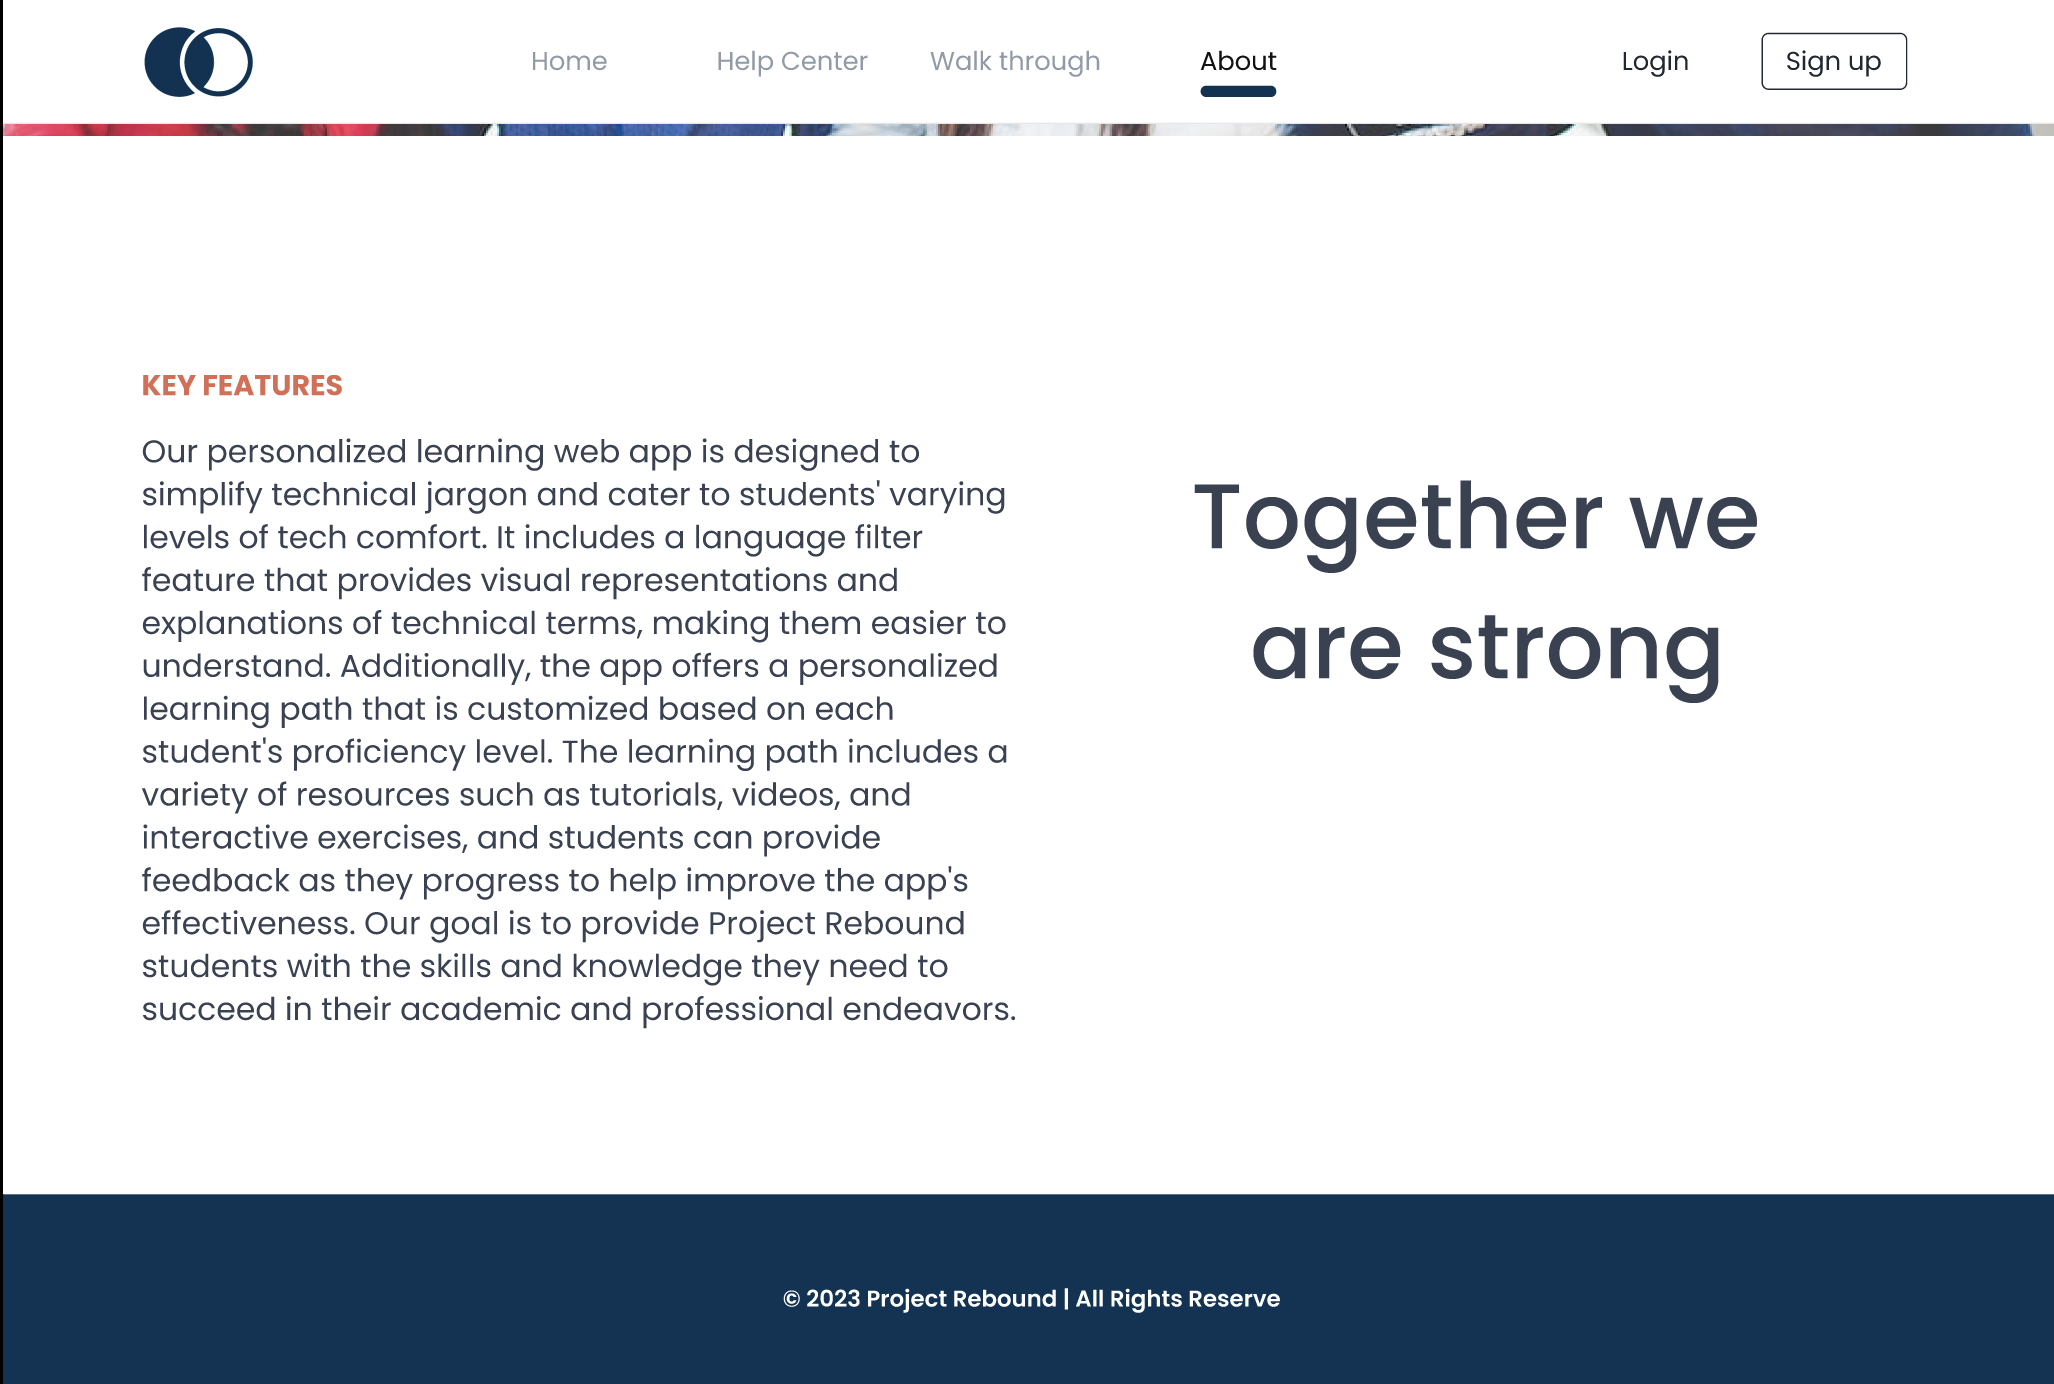 Home Help Center Walk through About Login Sign up
KEY FEATURES
Our personalized learning web app is designed to
simplify technical jargon and cater to students' varying
levels of tech comfort. It includes a language filter
feature that provides visual representations and
explanations of technical terms, making them easier to
understand. Additionally, the app offers a personalized
learning path that is customized based on each
student's proficiency level. The learning path includes a
variety of resources such as tutorials, videos, and
interactive exercises, and students can provide
feedback as they progress to help improve the app's
effectiveness. Our goal is to provide Project Rebound
students with the skills and knowledge they need to
succeed in their academic and professional endeavors.
Together we
are strong
© 2023 Project Rebound | All Rights Reserve